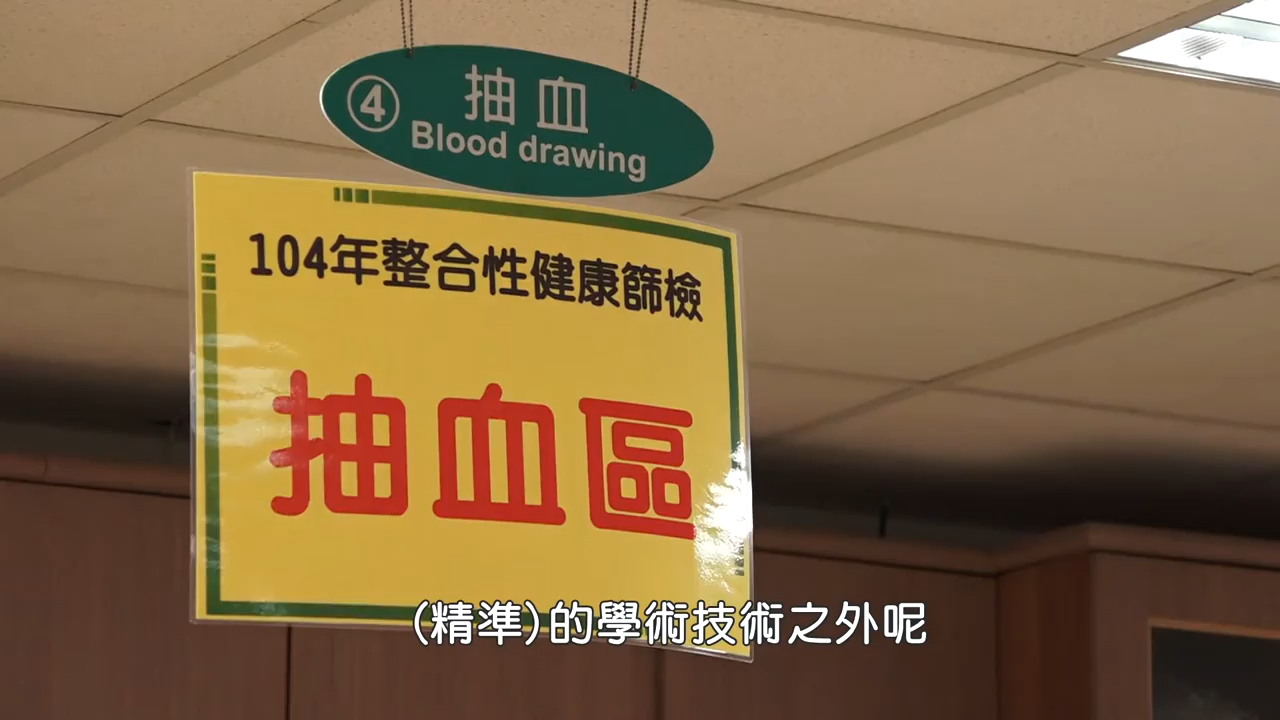 ④ 抽血
Blood drawing
104年整合性健康篩檢
抽血區
(精準)的學術技術之外呢